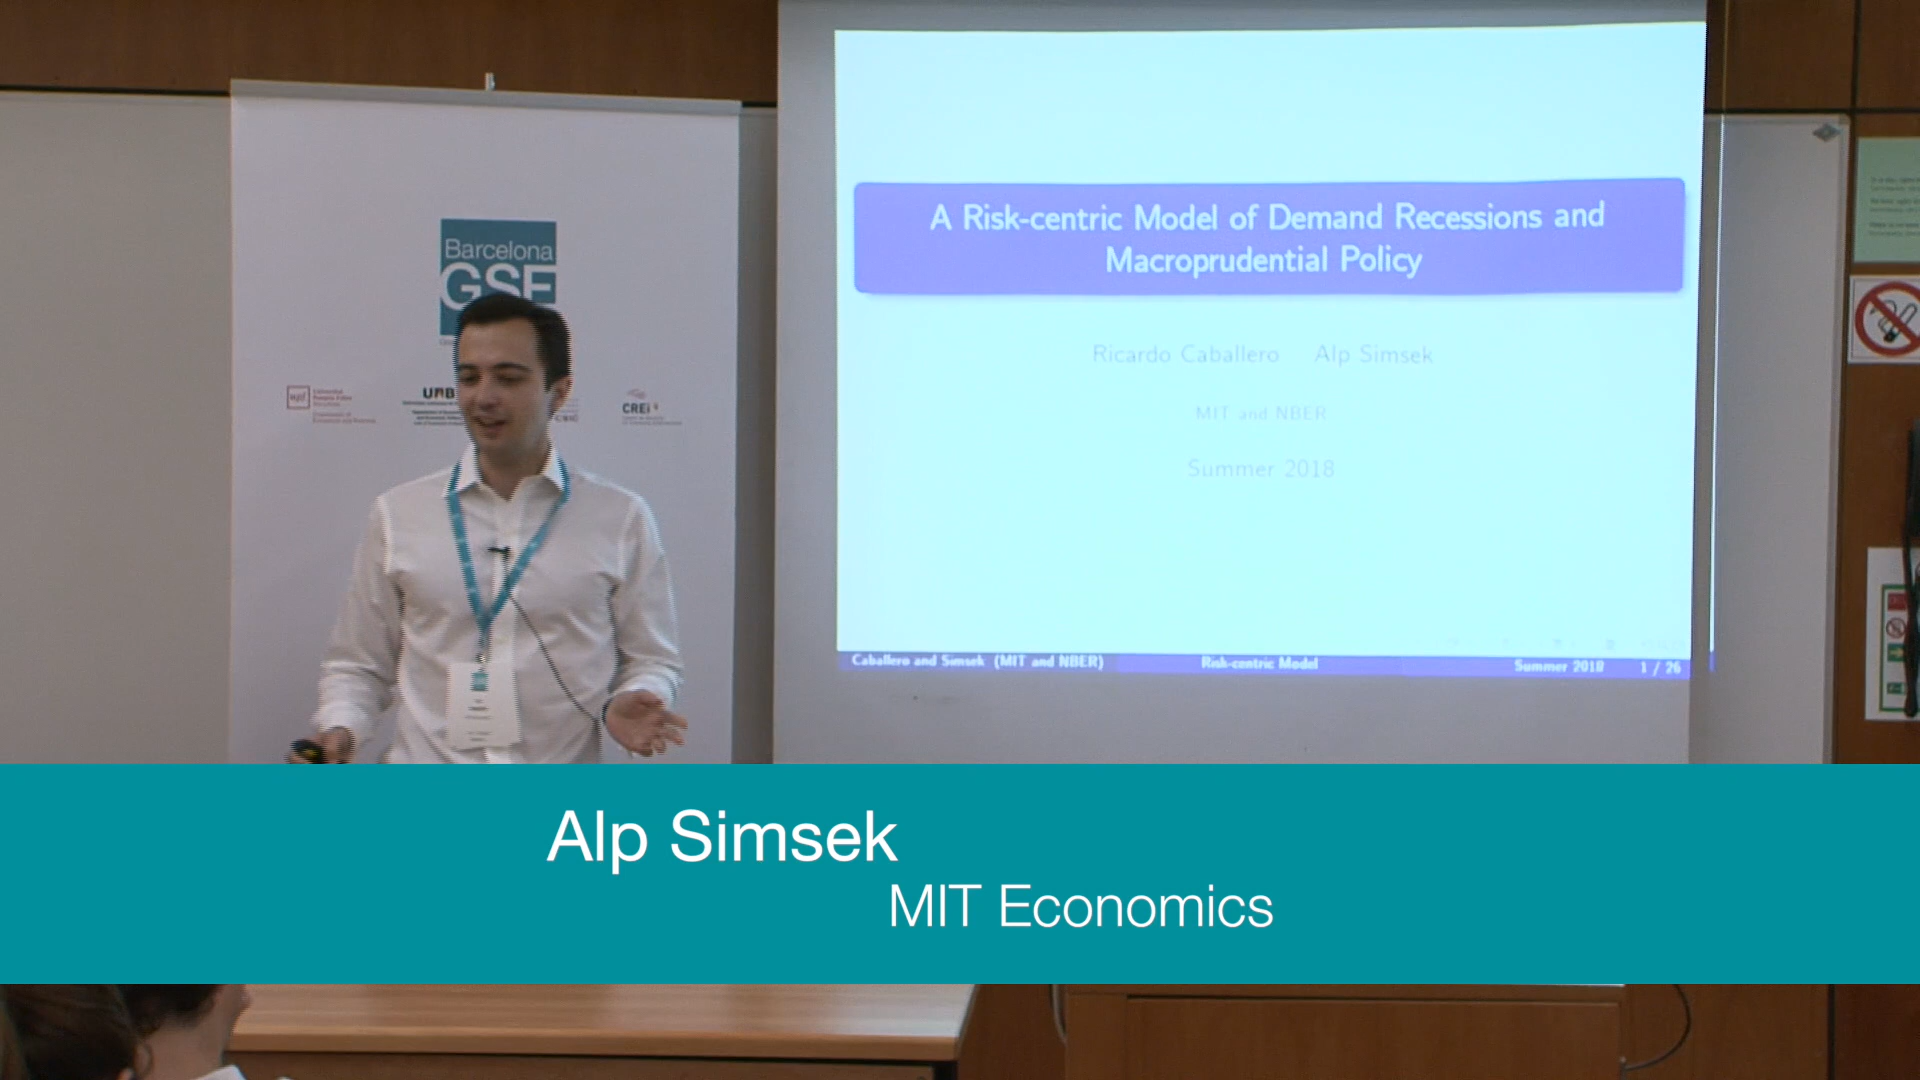 Barcelona
GSE
upf.
CREi
A Risk-centric Model of Demand Recessions and
Macroprudential Policy
Ricardo Caballero Alp Simsek
MIT and NBER
Summer 2018
Caballero and Simsek (MIT and NBER) Risk-centric Model Summer 2018 1 / 26
Alp Simsek
MIT Economics